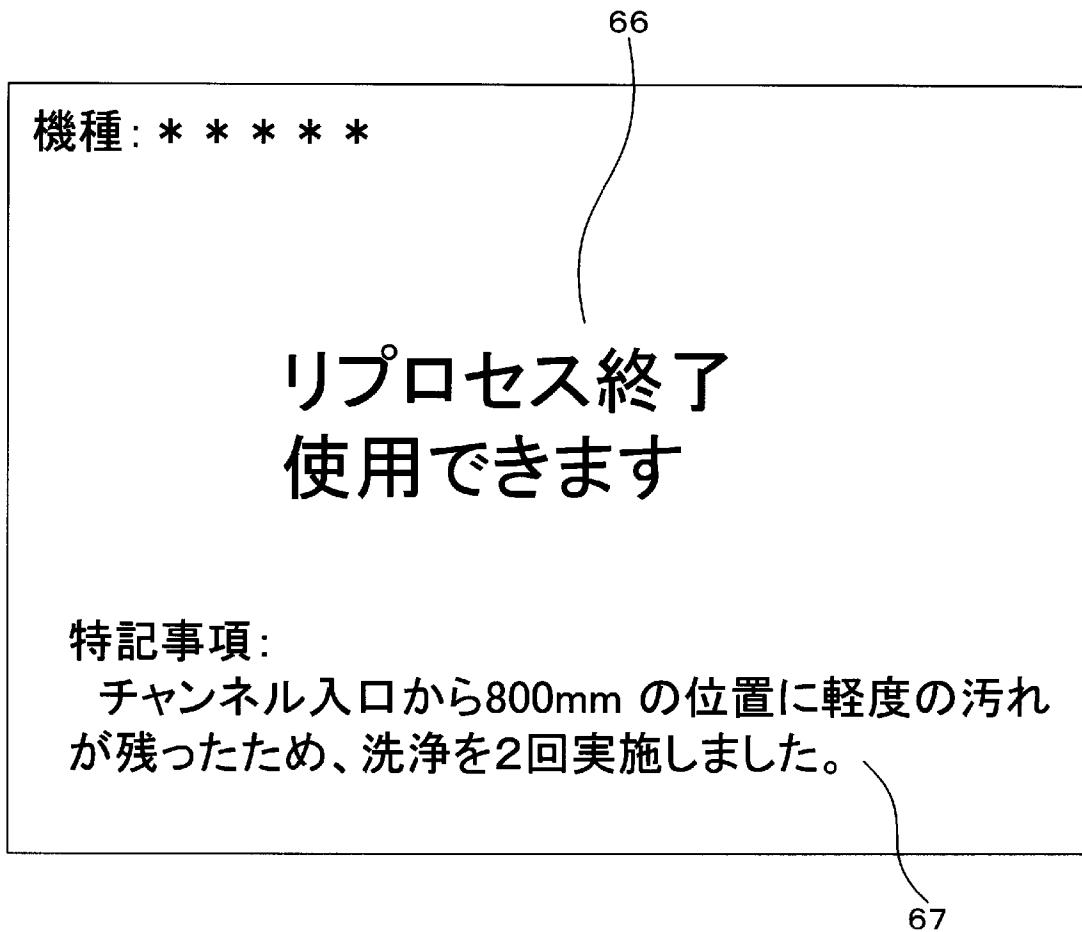 66
機種：＊＊＊＊＊
リプロセス終了
使用できます
特記事項：
チャンネル入口から800mm の位置に軽度の汚れ
が残ったため、洗浄を２回実施しました。
67